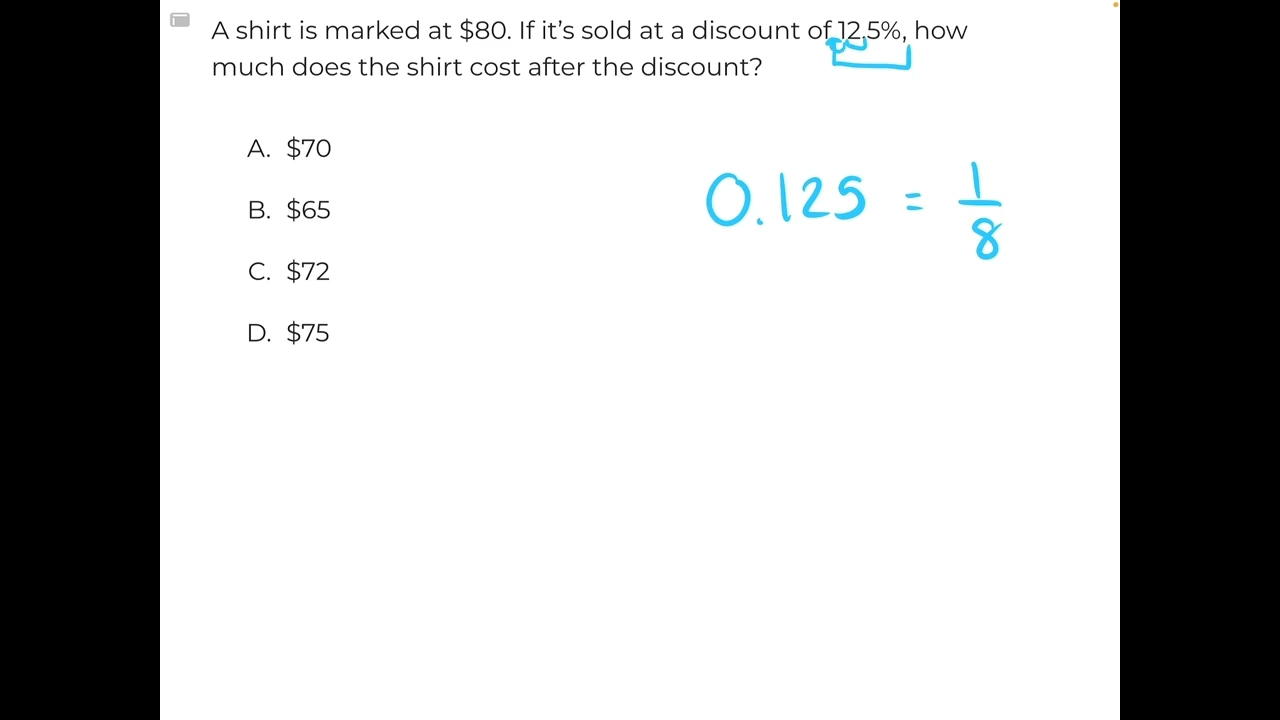 A shirt is marked at $80. If it’s sold at a discount of 12.5%, how
much does the shirt cost after the discount?
A. $70
B. $65
C. $72
D. $75
0.125 = 1/8